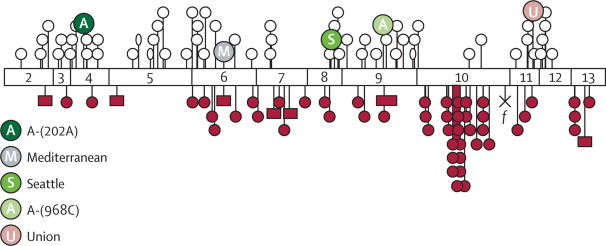 A M S A U
2 3 4 5 6 7 8 9 10 11 12 13
f
A A-(202A)
M Mediterranean
S Seattle
A A-(968C)
U Union